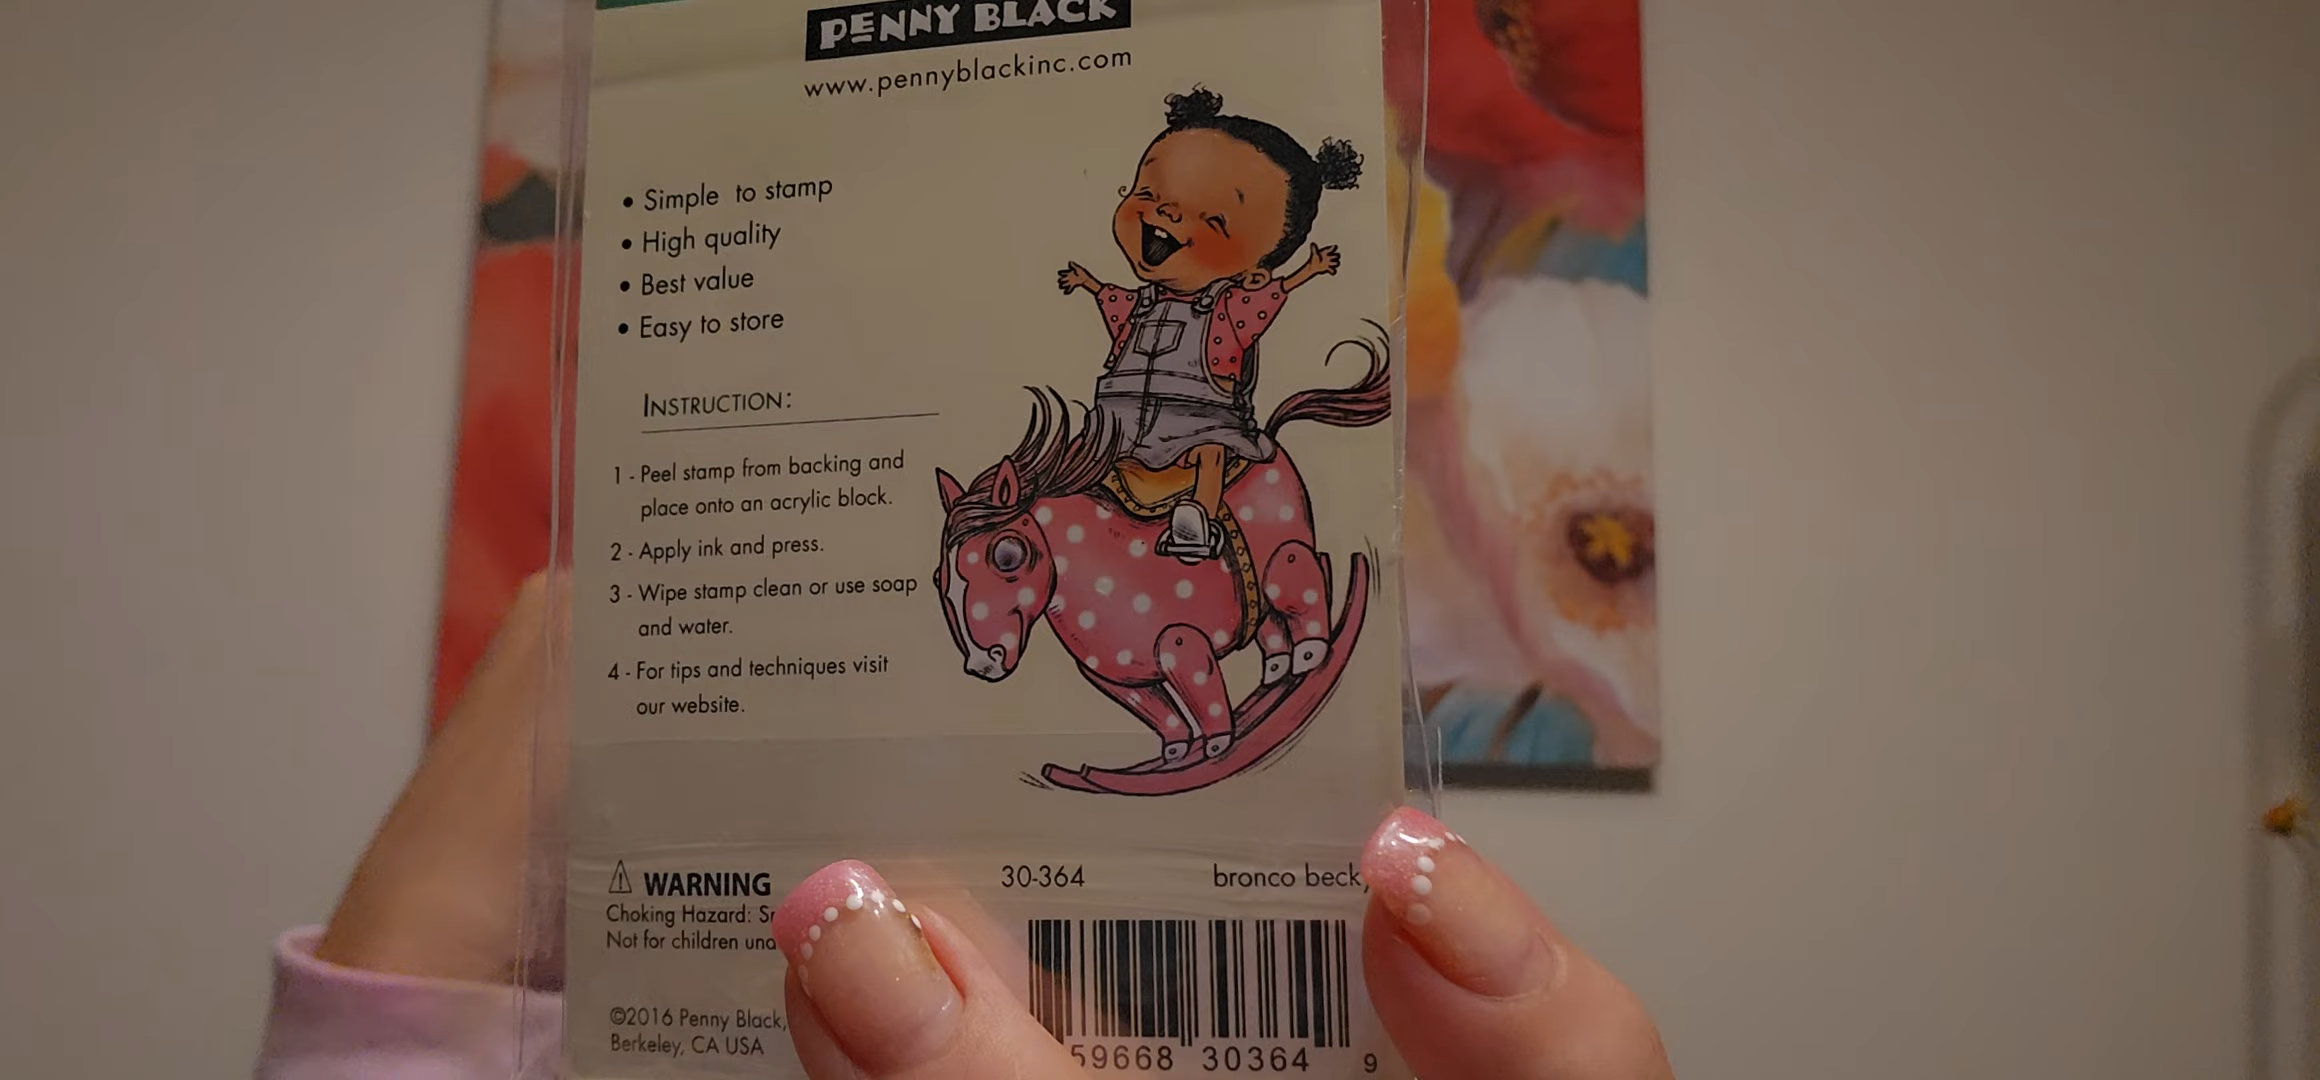 PENNY BLACK
www.pennyblackinc.com
• Simple to stamp
• High quality
• Best value
• Easy to store
INSTRUCTION:
1 - Peel stamp from backing and
place onto an acrylic block.
2 - Apply ink and press.
3 - Wipe stamp clean or use soap
and water.
4 - For tips and techniques visit
our website.
WARNING
Choking Hazard:
Not for children
30-364 bronco
©2016 Penny Black,
Berkeley, CA USA
59668 30364 9